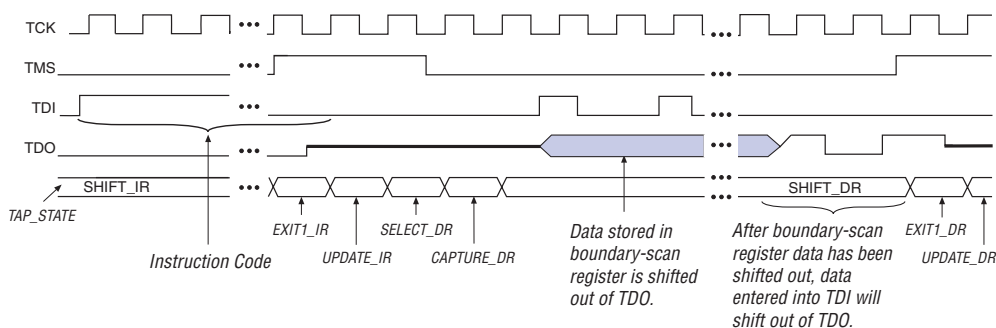 TCK
TMS
TDI
TDO
SHIFT_IR
SHIFT_DR
TAP_STATE
EXIT1_IR
SELECT_DR
Instruction Code
UPDATE_IR
CAPTURE_DR
Data stored in
boundary-scan
register is shifted
out of TDO.
After boundary-scan
register data has been
shifted out, data
entered into TDI will
shift out of TDO.
EXIT1_DR
UPDATE_DR